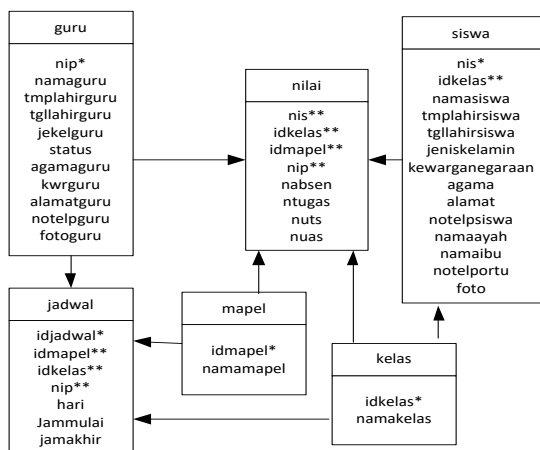 guru
nip*
namaguru
tmplahirguru
tgllahirguru
jekelguru
status
agamaguru
kwrguru
alamatguru
notelpguru
fotoguru
nilai
nis**
idkelas**
idmapel**
nip**
nabsen
ntugas
nuts
nuas
siswa
nis*
idkelas**
namasiswa
tmplahirsiswa
tgllahirsiswa
jeniskelamin
kewarganegaraan
agama
alamat
notelpsiswa
namaayah
namaibu
notelportu
foto
jadwal
idjadwal*
idmapel**
idkelas**
nip**
hari
Jammulai
jamakhir
mapel
idmapel*
namamapel
kelas
idkelas*
namakelas